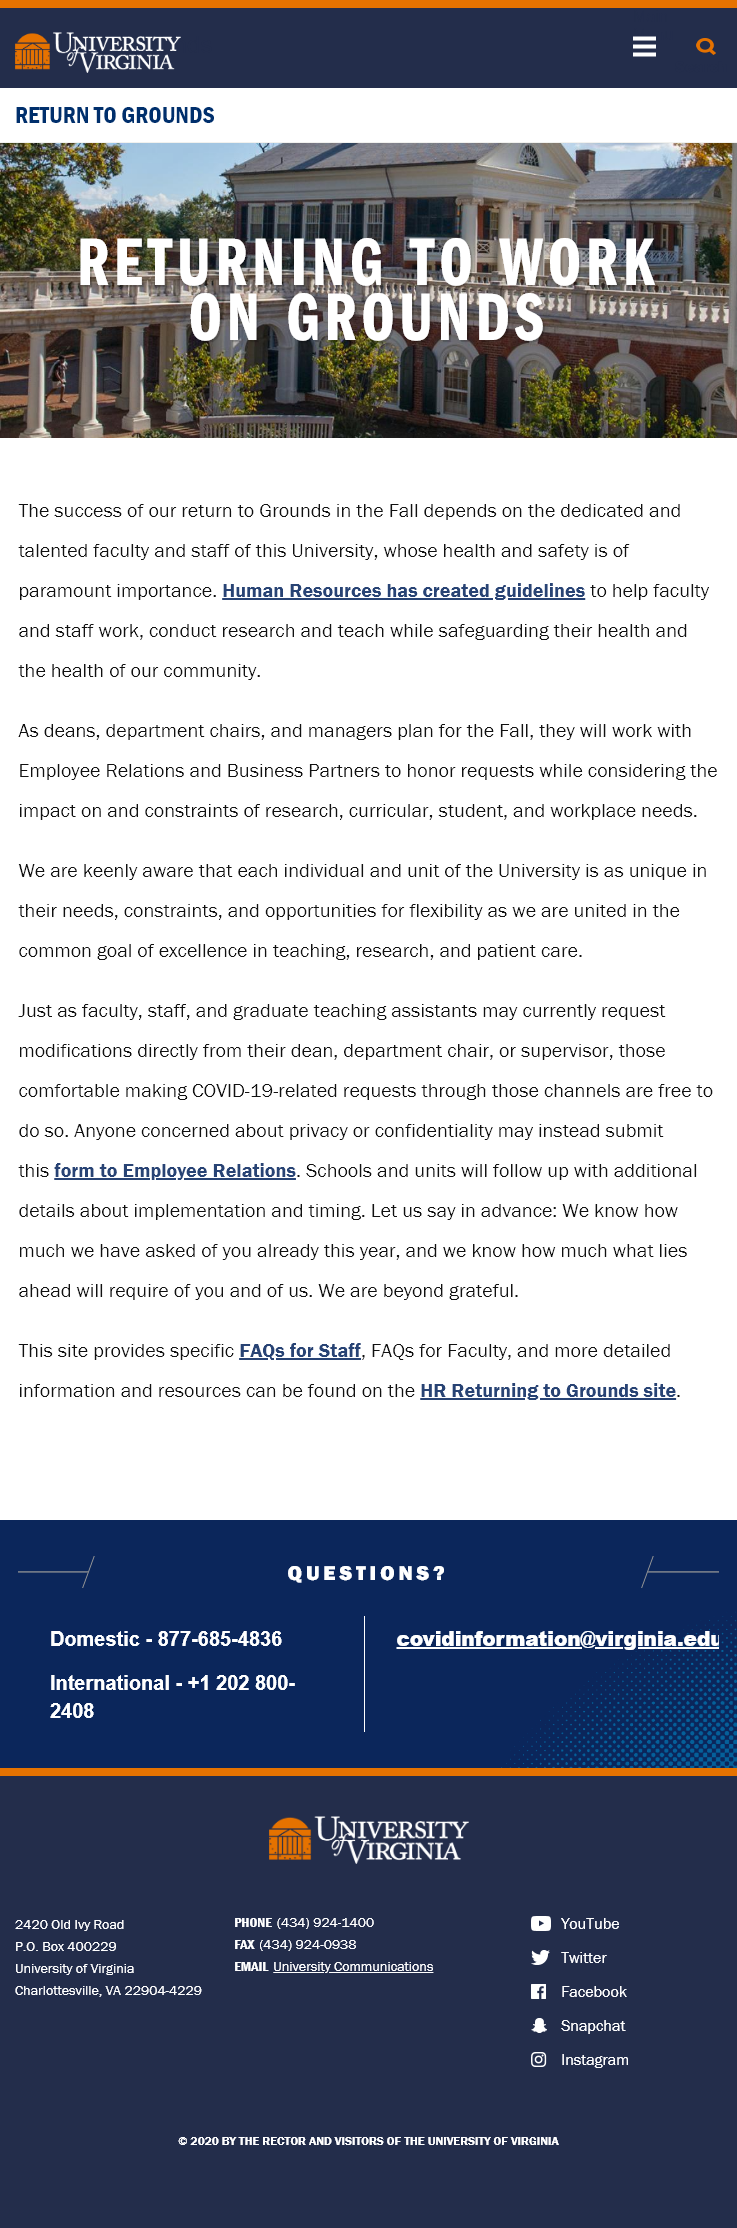 UNIVERSITY
of VIRGINIA
RETURN TO GROUNDS
RETURNING TO WORK
ON GROUNDS
The success of our return to Grounds in the Fall depends on the dedicated and
talented faculty and staff of this University, whose health and safety is of
paramount importance. Human Resources has created guidelines to help faculty
and staff work, conduct research and teach while safeguarding their health and
the health of our community.
As deans, department chairs, and managers plan for the Fall, they will work with
Employee Relations and Business Partners to honor requests while considering the
impact on and constraints of research, curricular, student, and workplace needs.
We are keenly aware that each individual and unit of the University is as unique in
their needs, constraints, and opportunities for flexibility as we are united in the
common goal of excellence in teaching, research, and patient care.
Just as faculty, staff, and graduate teaching assistants may currently request
modifications directly from their dean, department chair, or supervisor, those
comfortable making COVID-19-related requests through those channels are free to
do so. Anyone concerned about privacy or confidentiality may instead submit
this form to Employee Relations. Schools and units will follow up with additional
details about implementation and timing. Let us say in advance: We know how
much we have asked of you already this year, and we know how much what lies
ahead will require of you and of us. We are beyond grateful.
This site provides specific FAQs for Staff, FAQs for Faculty, and more detailed
information and resources can be found on the HR Returning to Grounds site.
QUESTIONS?
Domestic - 877-685-4836
International - +1 202 800-
2408
covidinformation@virginia.edu
UNIVERSITY
of VIRGINIA
2420 Old Ivy Road
P.O. Box 400229
University of Virginia
Charlottesville, VA 22904-4229
PHONE (434) 924-1400
FAX (434) 924-0938
EMAIL University Communications
YouTube
Twitter
Facebook
Snapchat
Instagram
© 2020 BY THE RECTOR AND VISITORS OF THE UNIVERSITY OF VIRGINIA